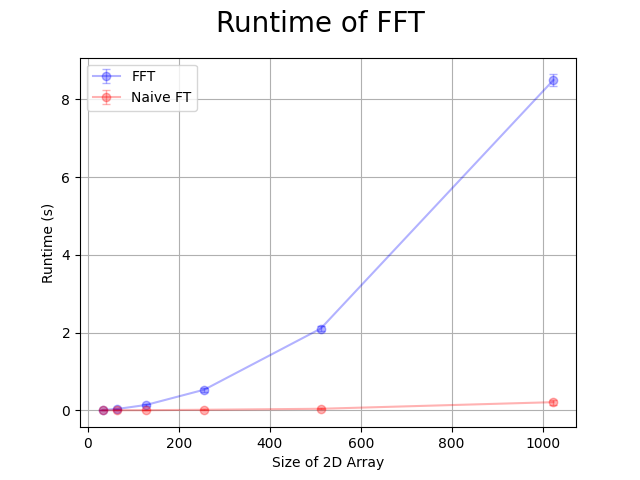 Runtime of FFT
FFT
Naive FT
8
6
4
2
0
Runtime (s)
0 200 400 600 800 1000
Size of 2D Array